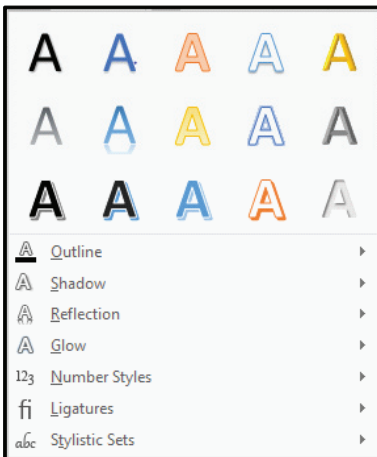 A A A A A
A A A A A
A A A A A
A Outline
A Shadow
A Reflection
A Glow
123 Number Styles
fi Ligatures
abc Stylistic Sets